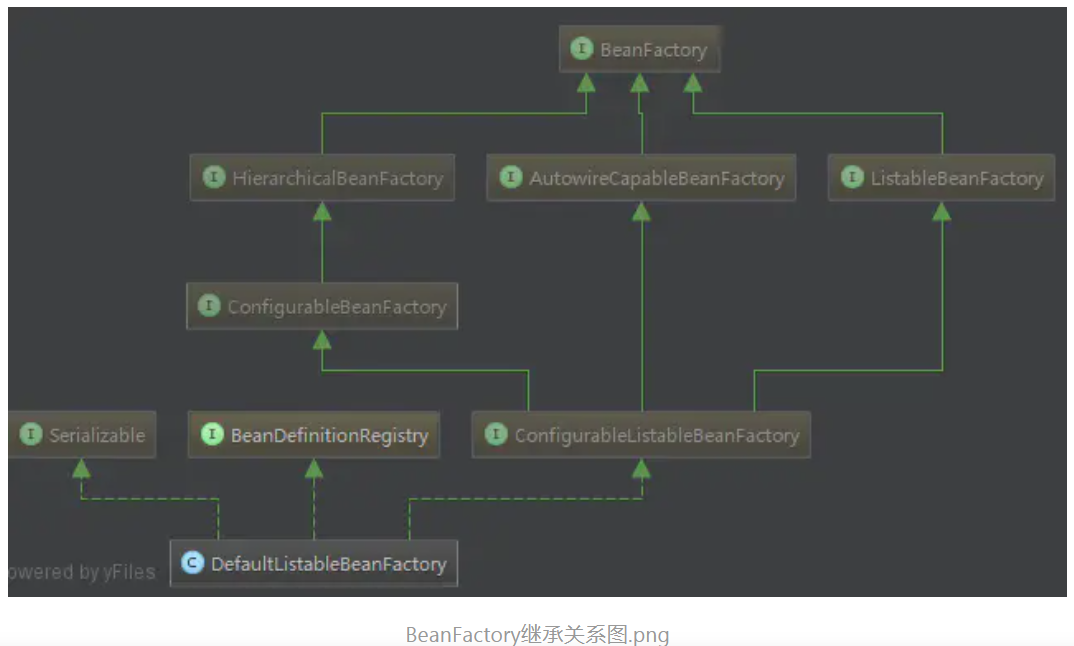 I BeanFactory
I HierarchicalBeanFactory
I AutowireCapableBeanFactory
I ListableBeanFactory
I ConfigurableBeanFactory
I Serializable
I BeanDefinitionRegistry
I ConfigurableListableBeanFactory
C DefaultListableBeanFactory
owered by yFiles
BeanFactory继承关系图.png